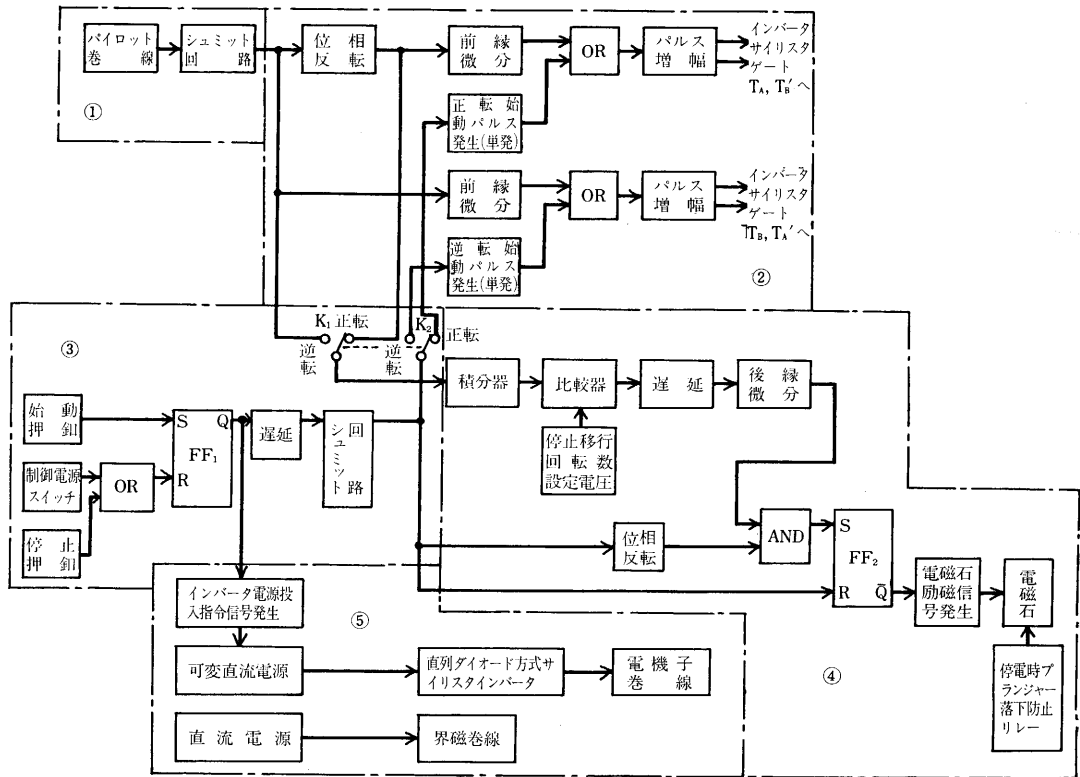 パイロット
巻線
シュミット
回路
①
位相
反転
前縁
微分
OR
パルス
増幅
インバータ
サイリスタ
ゲート
TA, TB′へ
正転始
動パルス
発生(単発)
前縁
微分
OR
パルス
増幅
インバータ
サイリスタ
ゲート
TB, TA′へ
逆転始
動パルス
発生(単発)
②
③
K1 正転
逆転
K2
正転
逆転
始動
押釦
制御電源
スイッチ
停止
押釦
OR
S Q
FF1
R
遅延
シュミット
回路
積分器
比較器
遅延
後縁
微分
停止移行
回転数
設定電圧
位相
反転
AND
S
FF2
R Q̄
電磁石
励磁信
号発生
電磁石
停電時プ
ランジャー
落下防止
リレー
④
インバータ電源投
入指令信号発生
⑤
可変直流電源
直列ダイオード方式サ
イリスタインバータ
電機子
巻線
直流電源
界磁巻線